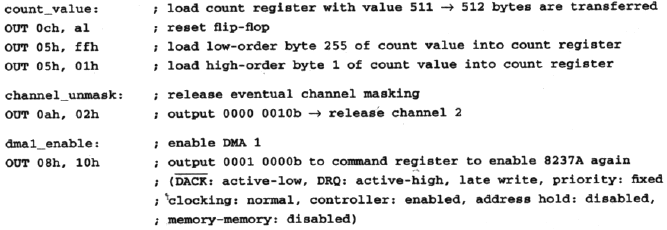 count_value: ; load count register with value 511 → 512 bytes are transferred
OUT 0ch, al ; reset flip-flop
OUT 05h, ffh ; load low-order byte 255 of count value into count register
OUT 05h, 01h ; load high-order byte 1 of count value into count register
channel_unmask: ; release eventual channel masking
OUT 0ah, 02h ; output 0000 0010b → release channel 2
dma1_enable: ; enable DMA 1
OUT 08h, 10h ; output 0001 0000b to command register to enable 8237A again
; (DACK: active-low, DRQ: active-high, late write, priority: fixed
; clocking: normal, controller: enabled, address hold: disabled,
; memory-memory: disabled)